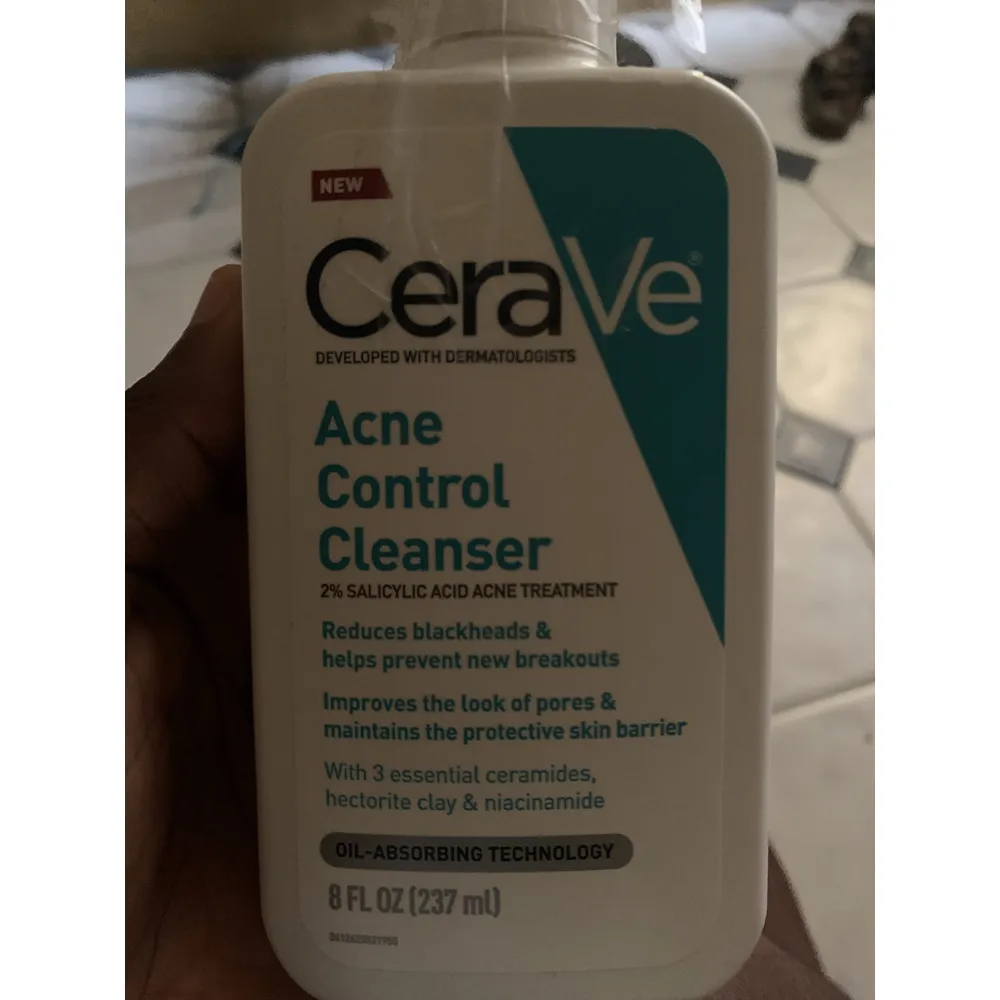 NEW
CeraVe®
DEVELOPED WITH DERMATOLOGISTS
Acne
Control
Cleanser
2% SALICYLIC ACID ACNE TREATMENT
Reduces blackheads &
helps prevent new breakouts
Improves the look of pores &
maintains the protective skin barrier
With 3 essential ceramides,
hectorite clay & niacinamide
OIL-ABSORBING TECHNOLOGY
8 FL OZ (237 ml)